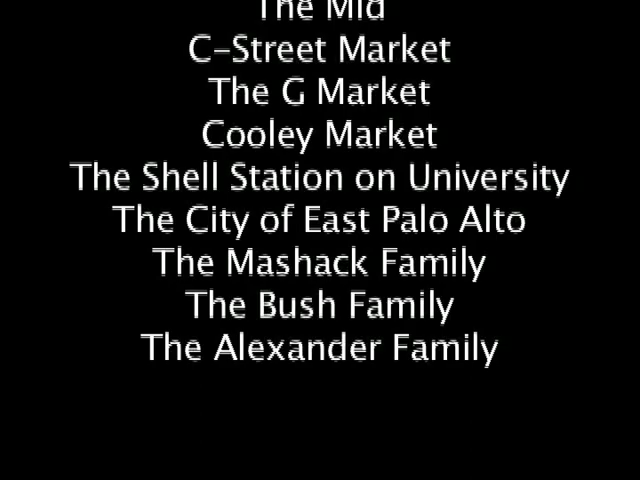 The Mid
C-Street Market
The G Market
Cooley Market
The Shell Station on University
The City of East Palo Alto
The Mashack Family
The Bush Family
The Alexander Family